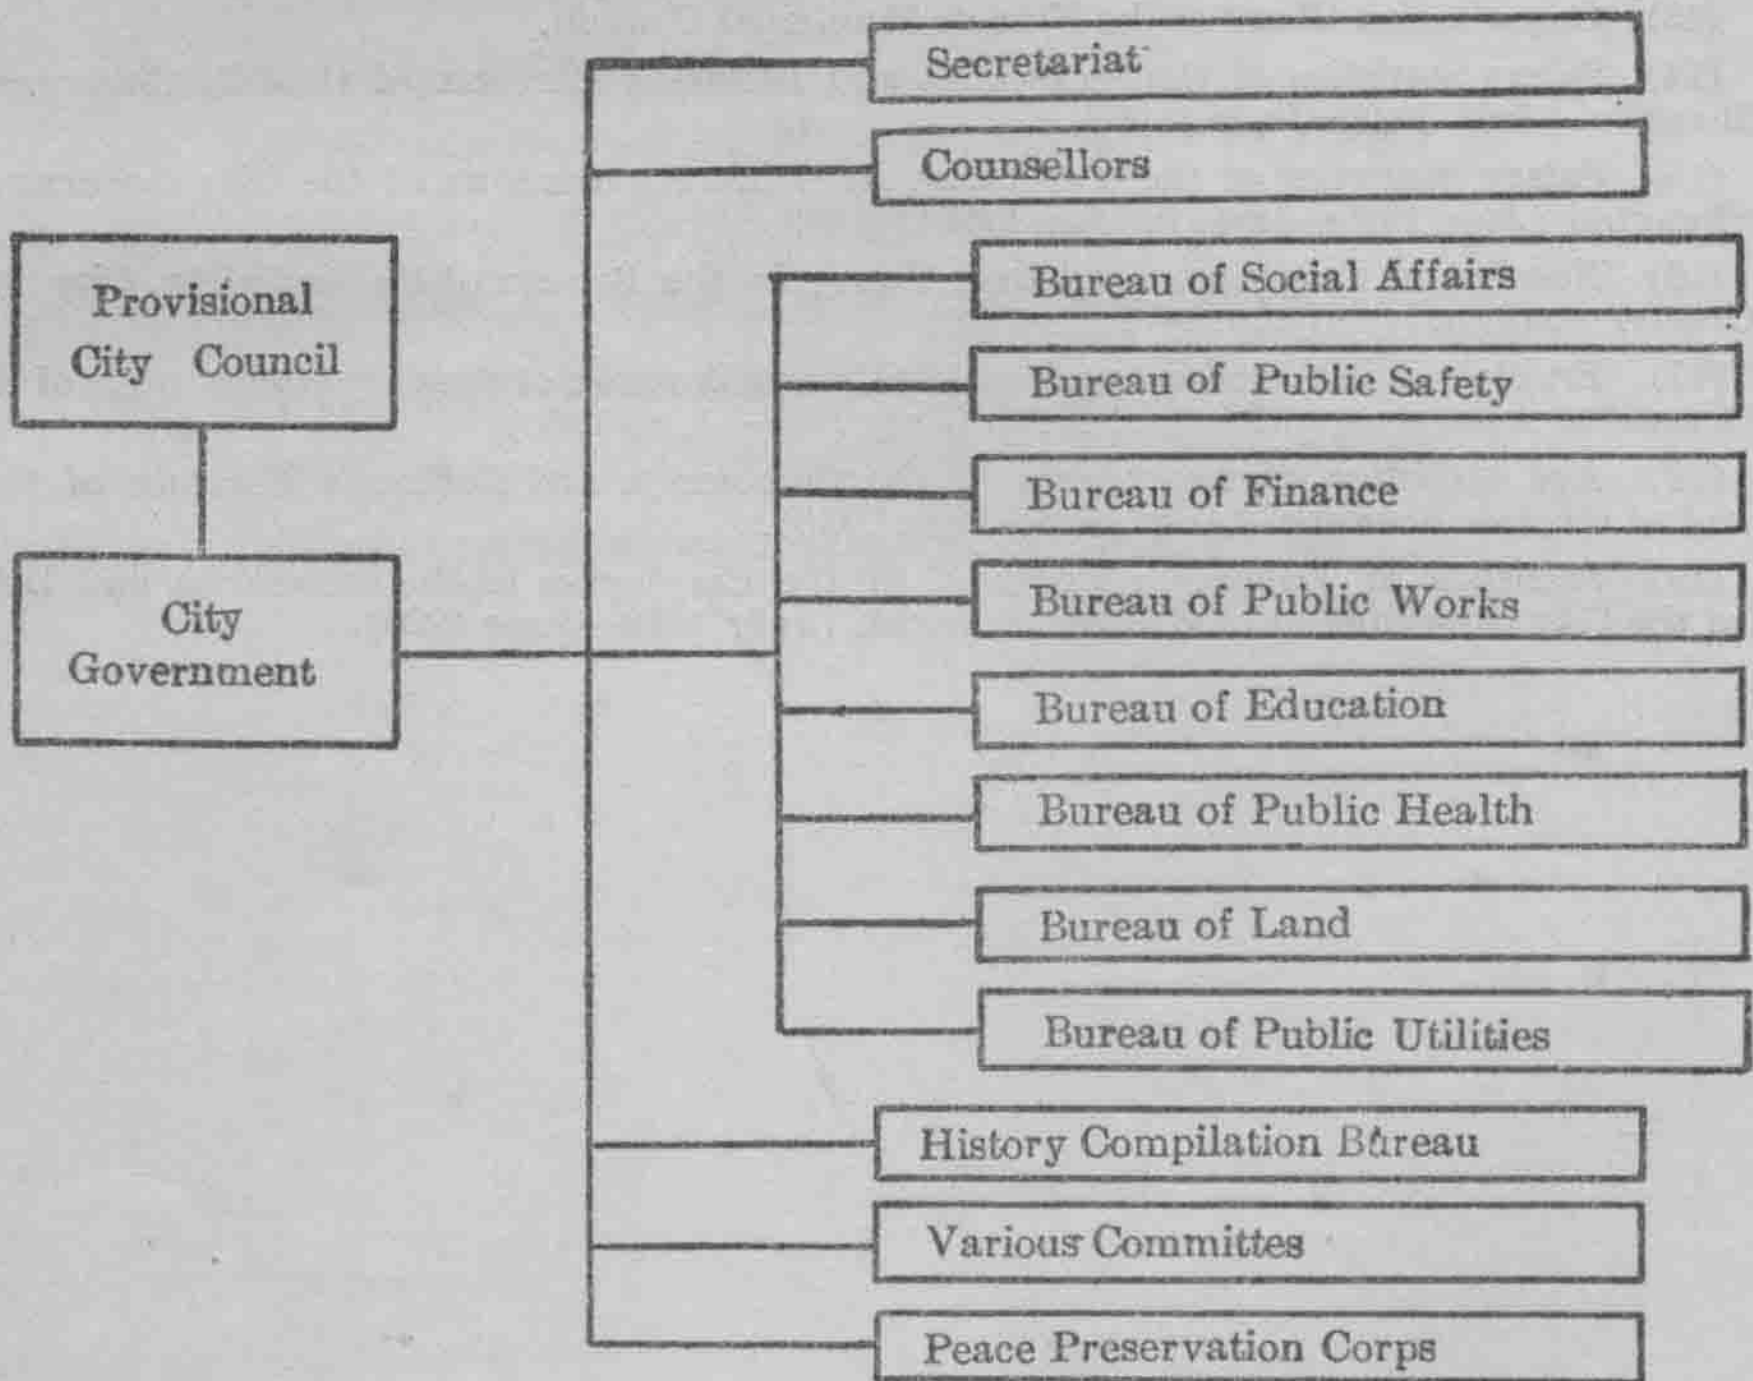 Secretariat
Counsellors
Provisional
City Council
City
Government
Bureau of Social Affairs
Bureau of Public Safety
Bureau of Finance
Bureau of Public Works
Bureau of Education
Bureau of Public Health
Bureau of Land
Bureau of Public Utilities
History Compilation Bureau
Various Committes
Peace Preservation Corps